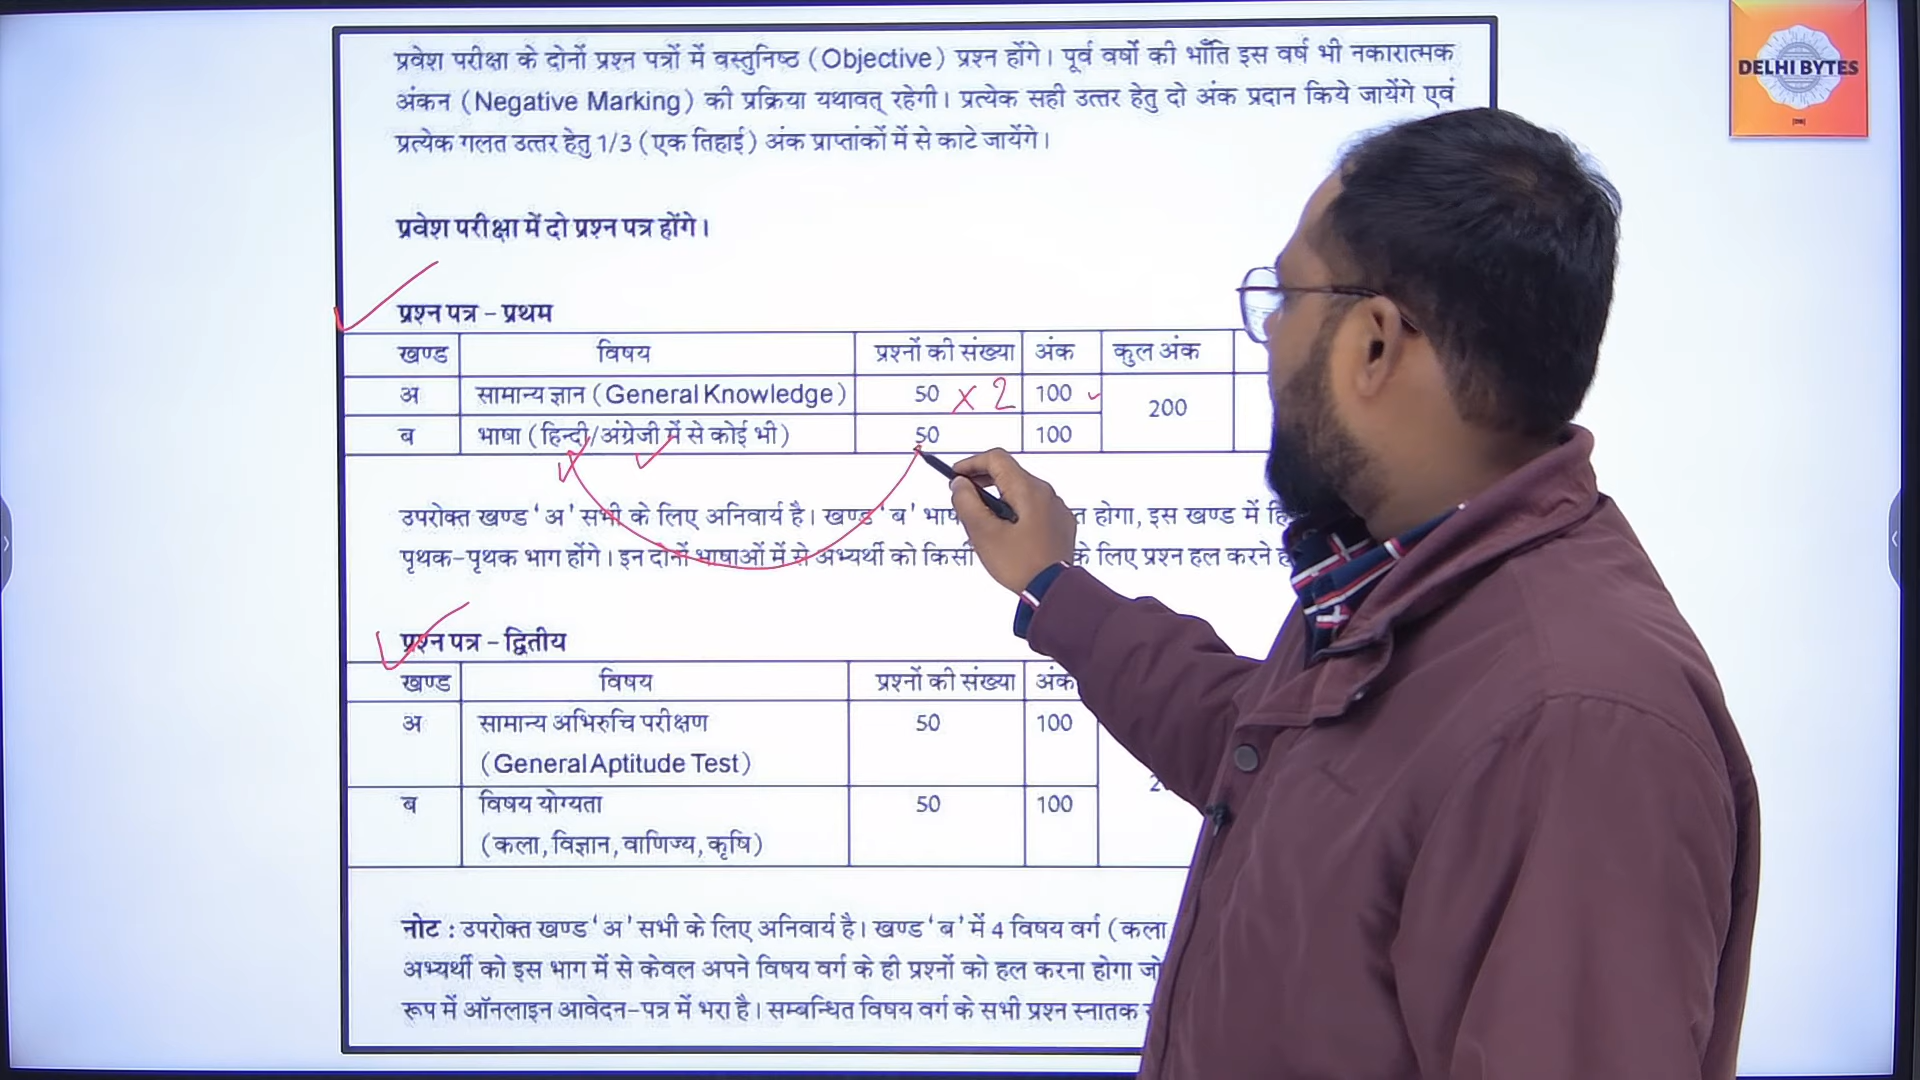 प्रवेश परीक्षा के दोनों प्रश्न पत्रों में वस्तुनिष्ठ (Objective) प्रश्न होंगे। पूर्व वर्षो की भाँति इस वर्ष भी नकारात्मक
DELHI BYTES
अंकन (Negative Marking) की प्रक्रिया यथावत् रहेगी। प्रत्येक सही उत्तर हेतु दो अंक प्रदान किये जायेंगे एवं
प्रत्येक गलत उत्तर हेतु 1/3 (एक तिहाई) अंक प्राप्तांकों में से काटे जायेंगे।
प्रवेश परीक्षा में दो प्रश्न पत्र होंगे।
प्रश्न पत्र – प्रथम
खण्ड विषय प्रश्नों की संख्या अंक कुल अंक
अ सामान्य ज्ञान (General Knowledge) 50 x 2 100 200
ब भाषा (हिन्दी/अंग्रेजी में से कोई भी) 50 100
उपरोक्त खण्ड 'अ' सभी के लिए अनिवार्य है। खण्ड 'ब' होगा, इस खण्ड में
पृथक-पृथक भाग होंगे। इन दोनों भाषाओं में से अभ्यर्थी को किसी के लिए प्रश्न हल करने
प्रश्न पत्र – द्वितीय
खण्ड विषय प्रश्नों की संख्या अंक
अ सामान्य अभिरुचि परीक्षण 50 100
(General Aptitude Test)
ब विषय योग्यता 50 100
(कला, विज्ञान, वाणिज्य, कृषि)
नोट : उपरोक्त खण्ड 'अ' सभी के लिए अनिवार्य है। खण्ड 'ब' में 4 विषय वर्ग (कला
अभ्यर्थी को इस भाग में से केवल अपने विषय वर्ग के ही प्रश्नों को हल करना होगा जो
रूप में ऑनलाइन आवेदन-पत्र में भरा है। सम्बन्धित विषय वर्ग के सभी प्रश्न स्नातक